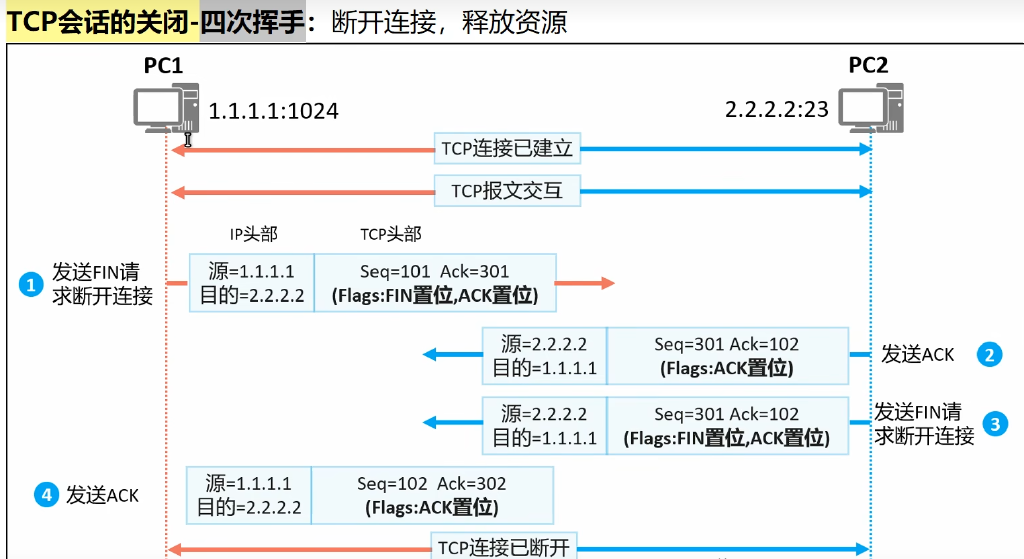 TCP会话的关闭-四次挥手：断开连接，释放资源
PC1
PC2
1.1.1.1:1024
2.2.2.2:23
TCP连接已建立
TCP报文交互
IP头部
TCP头部
1
发送FIN请
求断开连接
源=1.1.1.1
目的=2.2.2.2
Seq=101 Ack=301
(Flags:FIN置位,ACK置位)
源=2.2.2.2
目的=1.1.1.1
Seq=301 Ack=102
(Flags:ACK置位)
发送ACK
2
源=2.2.2.2
目的=1.1.1.1
Seq=301 Ack=102
(Flags:FIN置位,ACK置位)
发送FIN请
求断开连接
3
4
发送ACK
源=1.1.1.1
目的=2.2.2.2
Seq=102 Ack=302
(Flags:ACK置位)
TCP连接已断开